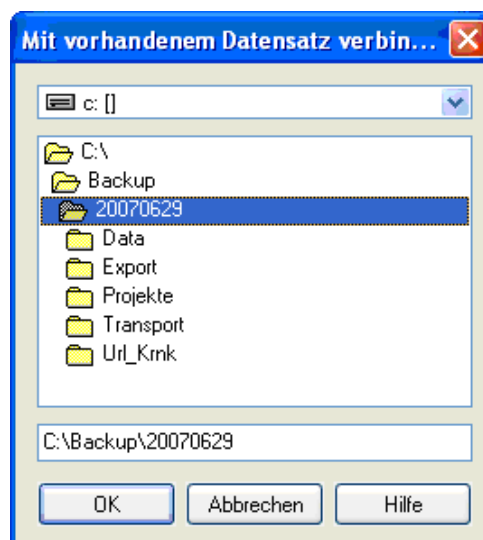 Mit vorhandenem Datensatz verbin...
c: []
C:\
Backup
20070629
Data
Export
Projekte
Transport
Url_Krnk
C:\Backup\20070629
OK
Abbrechen
Hilfe